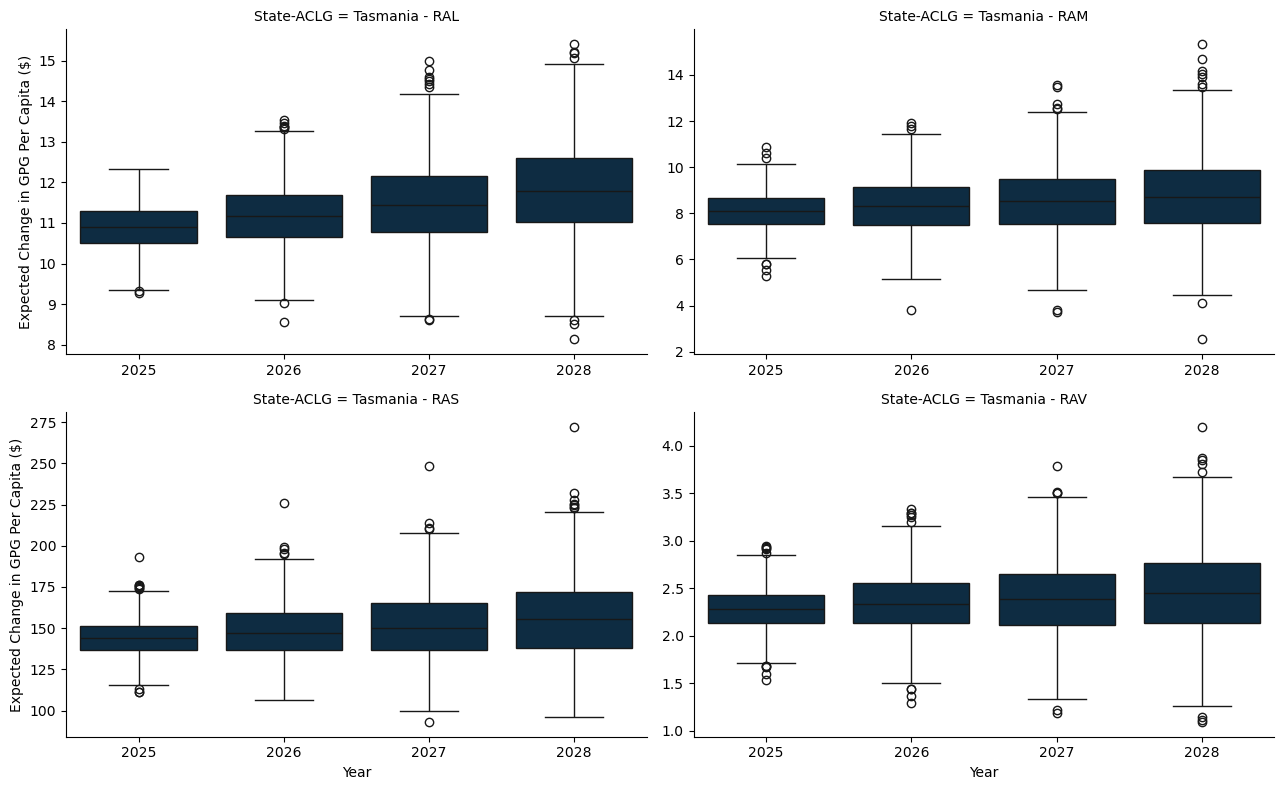 State-ACLG = Tasmania - RAL
Expected Change in GPG Per Capita ($)
15
14
13
12
11
10
9
8
2025 2026 2027 2028
State-ACLG = Tasmania - RAM
14
12
10
8
6
4
2
2025 2026 2027 2028
State-ACLG = Tasmania - RAS
Expected Change in GPG Per Capita ($)
275
250
225
200
175
150
125
100
2025 2026 2027 2028
Year
State-ACLG = Tasmania - RAV
4.0
3.5
3.0
2.5
2.0
1.5
1.0
2025 2026 2027 2028
Year